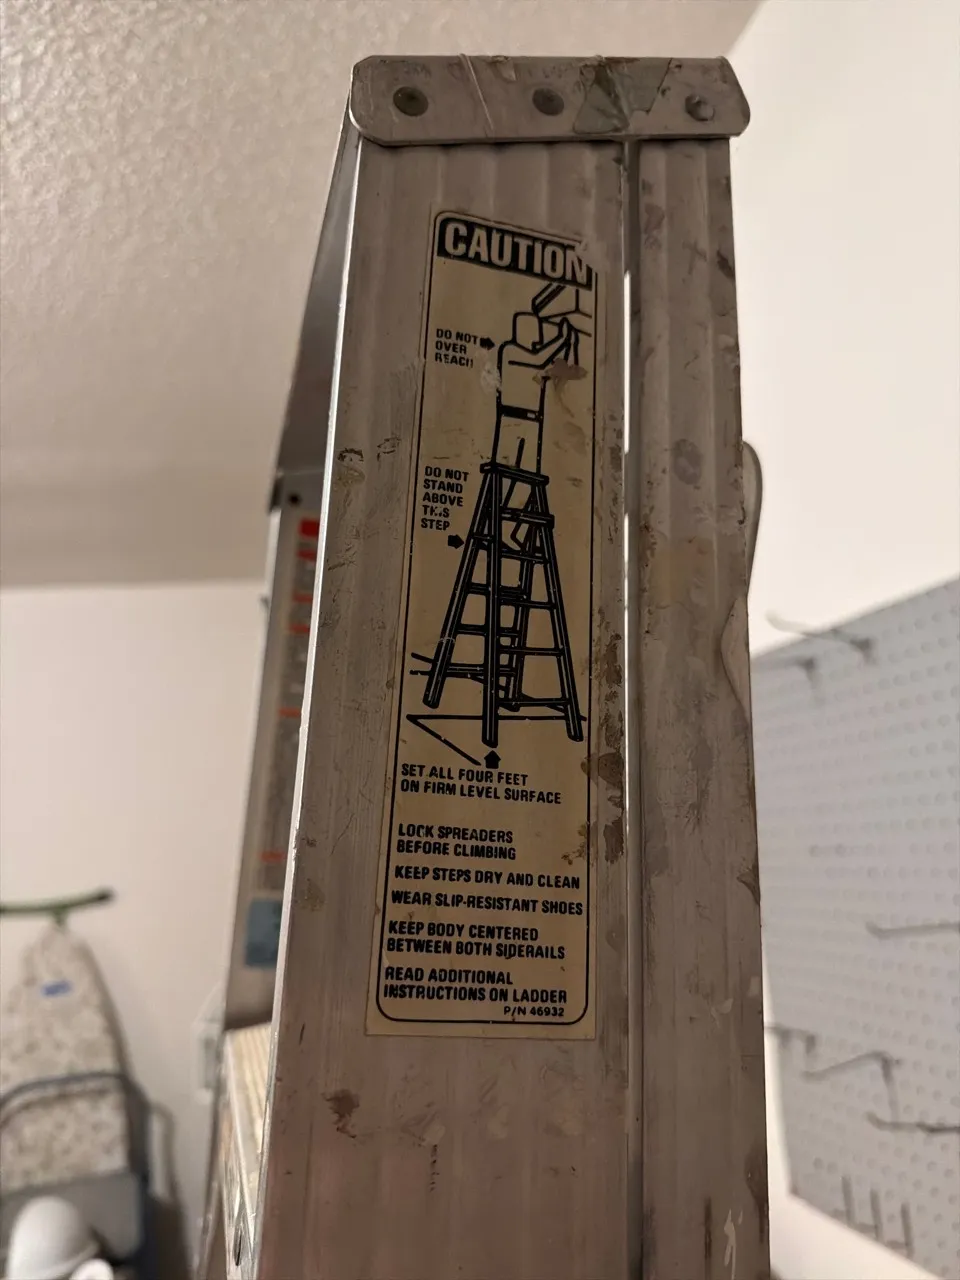 CAUTION
DO NOT
OVER
REACH
DO NOT
STAND
ABOVE
THIS
STEP
SET ALL FOUR FEET
ON FIRM LEVEL SURFACE
LOCK SPREADERS
BEFORE CLIMBING
KEEP STEPS DRY AND CLEAN
WEAR SLIP-RESISTANT SHOES
KEEP BODY CENTERED
BETWEEN BOTH SIDERAILS
READ ADDITIONAL
INSTRUCTIONS ON LADDER
P/N 46932